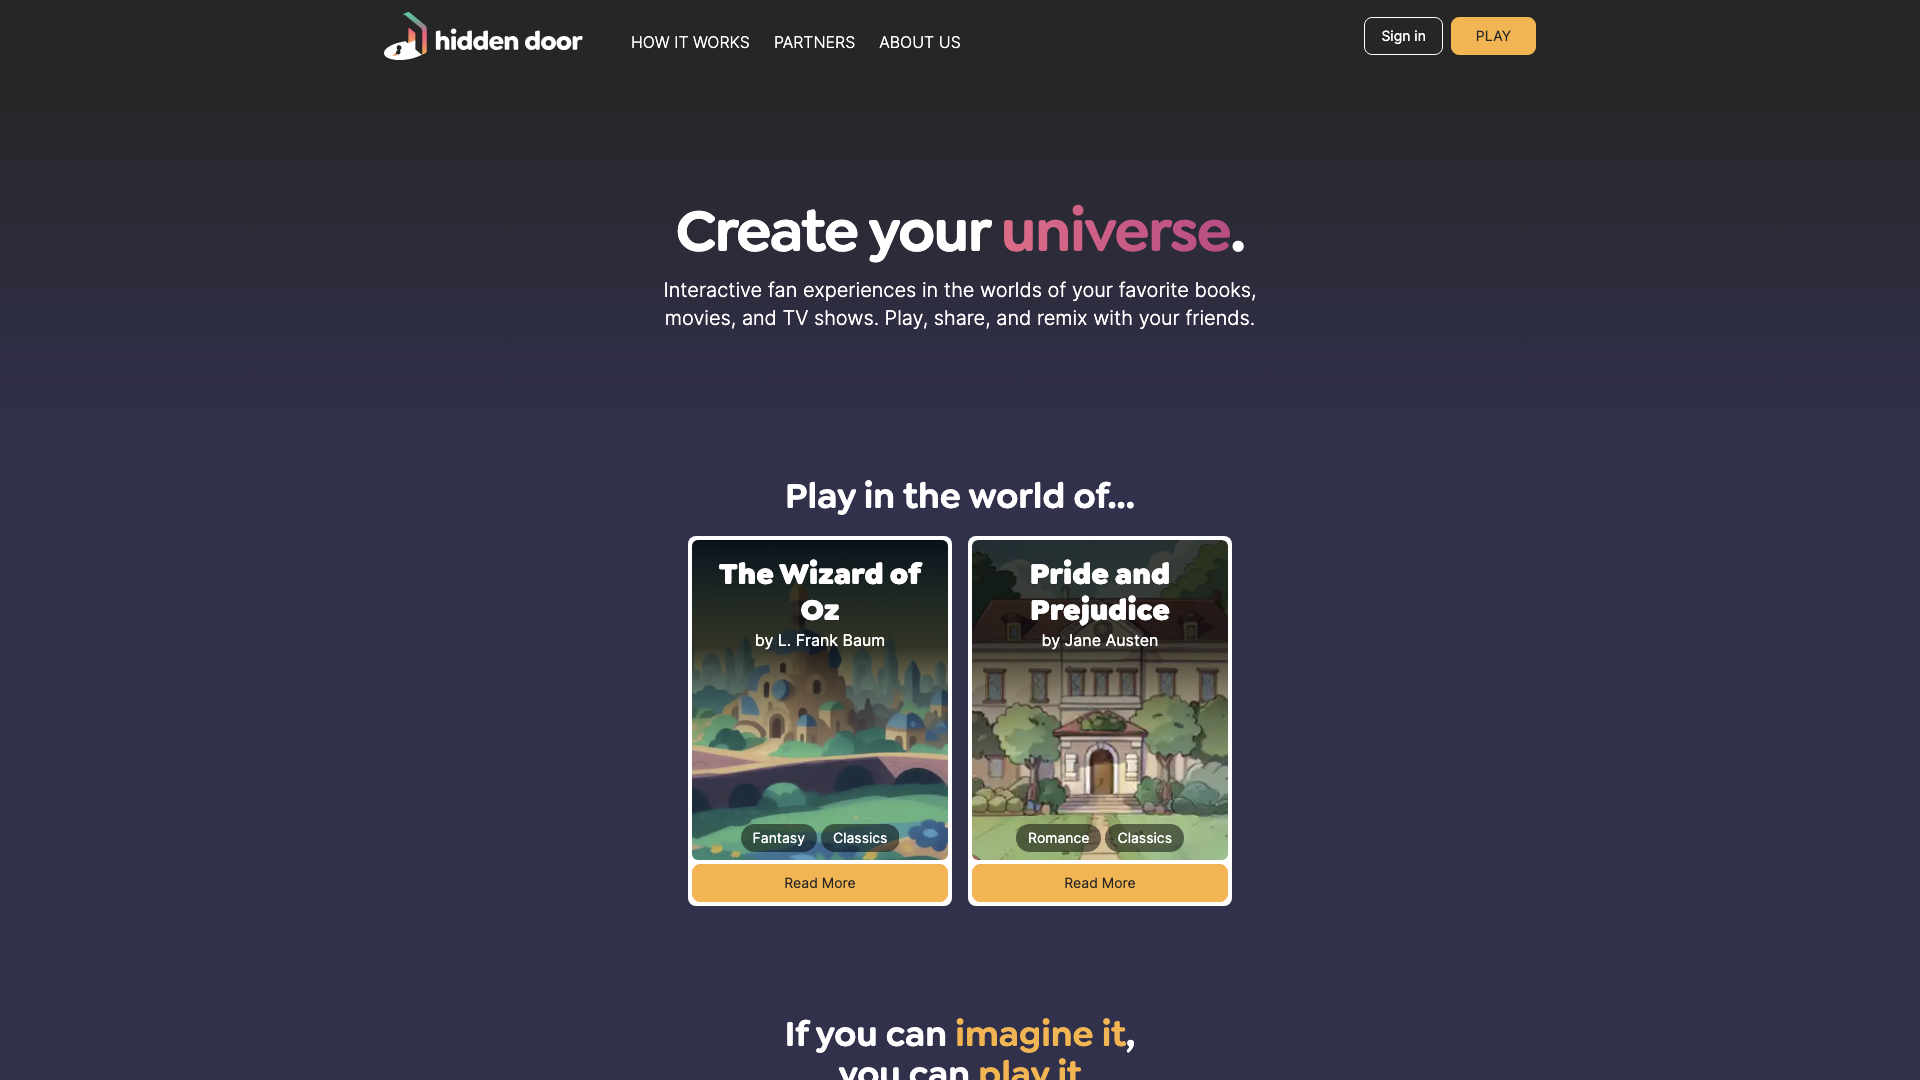 hidden door
HOW IT WORKS
PARTNERS
ABOUT US
Sign in
PLAY
Create your universe.
Interactive fan experiences in the worlds of your favorite books,
movies, and TV shows. Play, share, and remix with your friends.
Play in the world of...
The Wizard of
Oz
by L. Frank Baum
Fantasy
Classics
Read More
Pride and
Prejudice
by Jane Austen
Romance
Classics
Read More
If you can imagine it,
you can play it